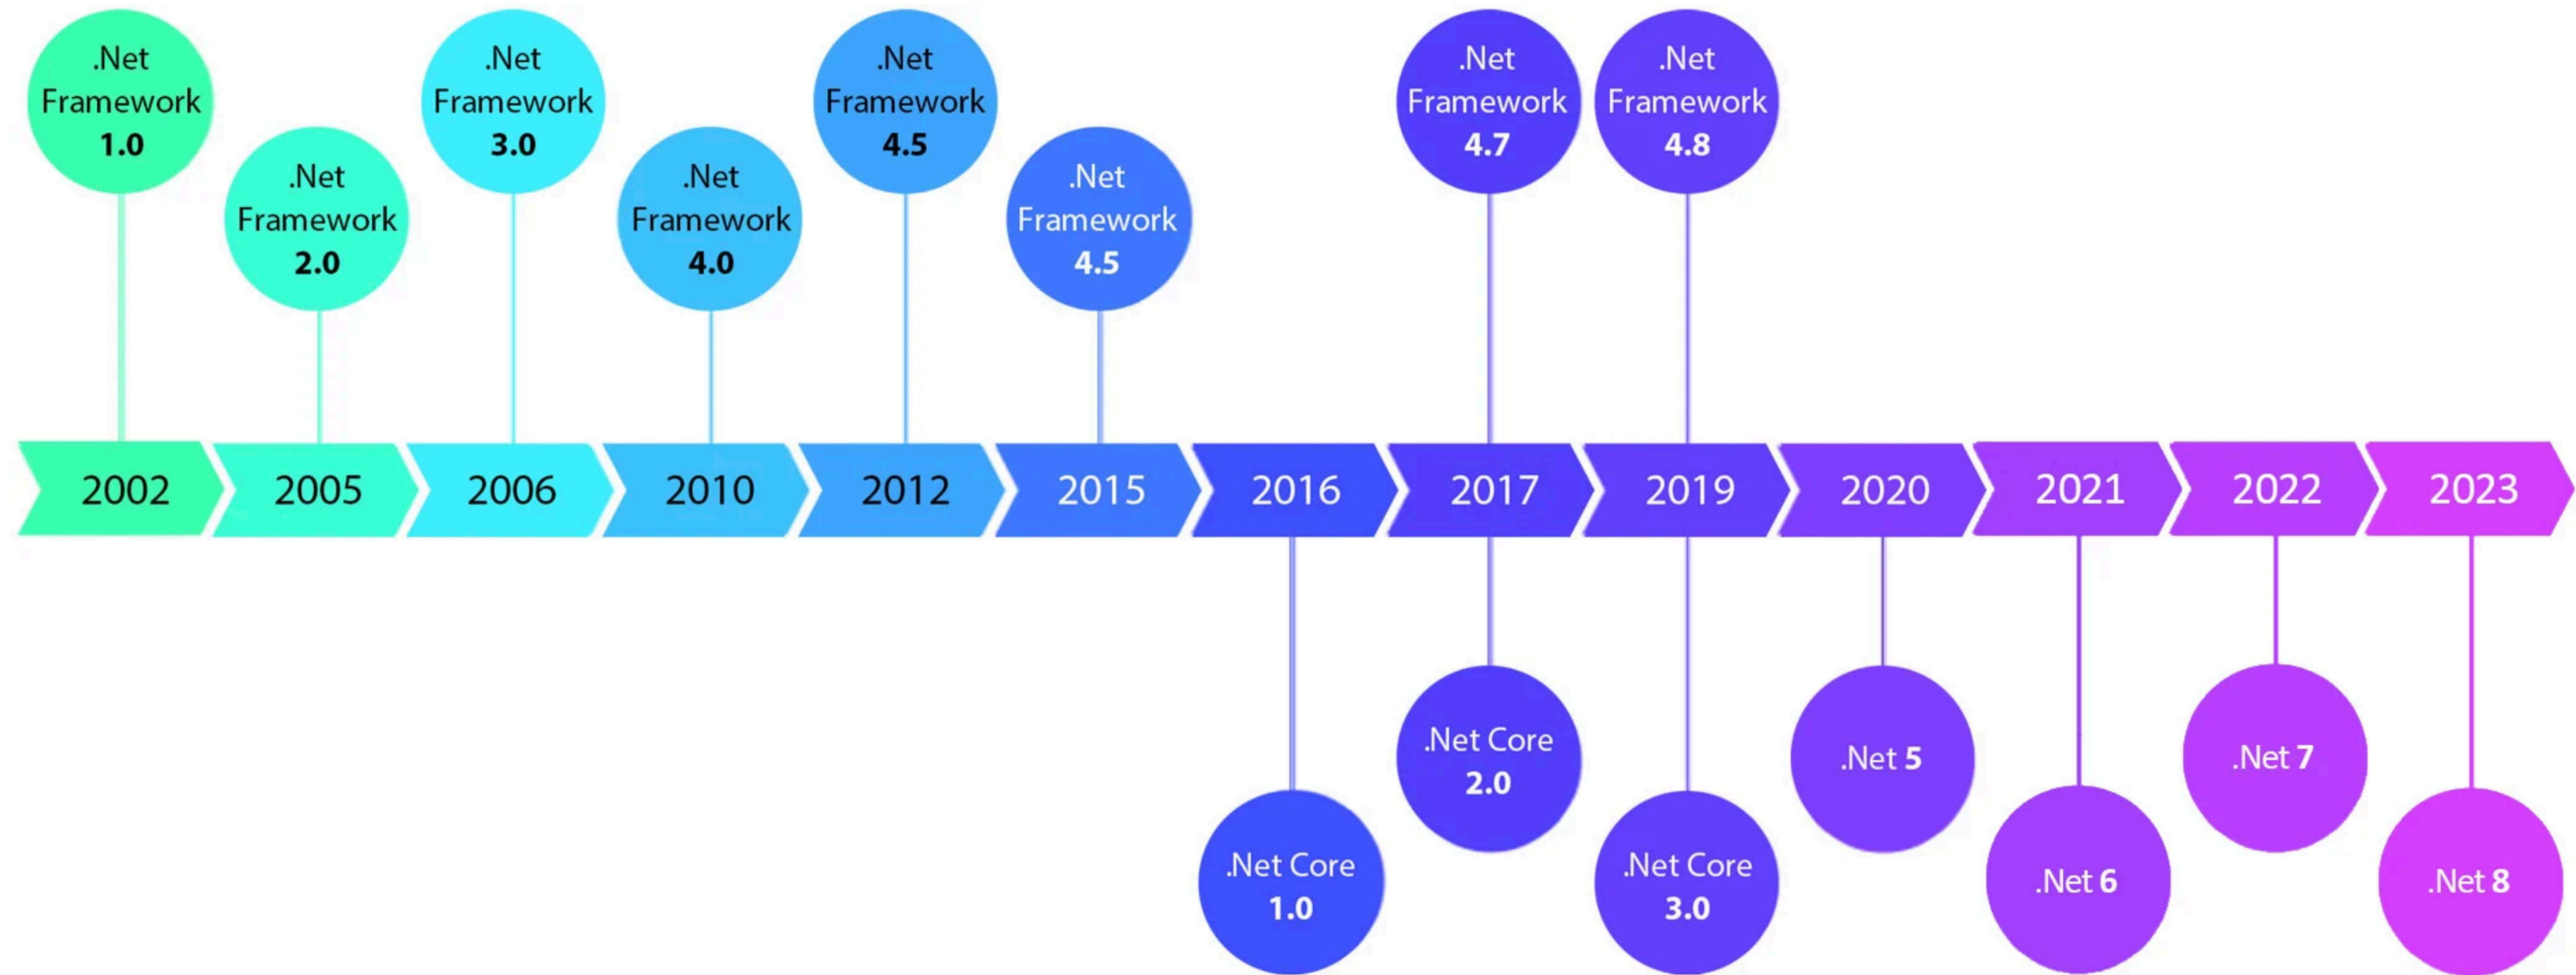 .Net
Framework
1.0
.Net
Framework
2.0
.Net
Framework
3.0
.Net
Framework
4.0
.Net
Framework
4.5
.Net
Framework
4.5
.Net
Framework
4.7
.Net
Framework
4.8
2002
2005
2006
2010
2012
2015
2016
2017
2019
2020
2021
2022
2023
.Net Core
1.0
.Net Core
2.0
.Net Core
3.0
.Net 5
.Net 6
.Net 7
.Net 8